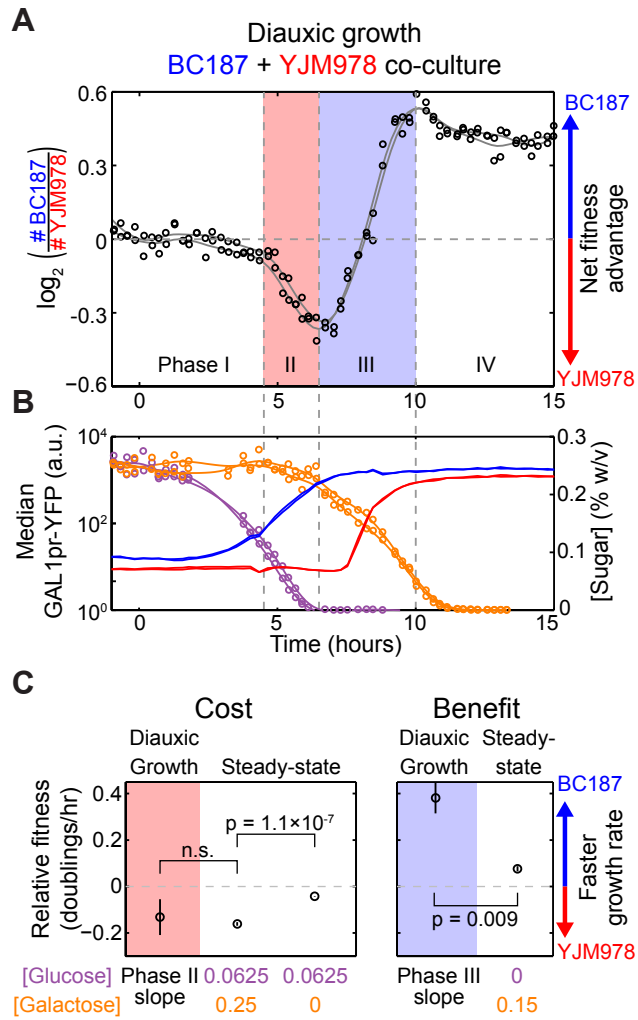 A
Diauxic growth
BC187 + YJM978 co-culture
log2 (# BC187 / # YJM978)
0.6
0.3
0
-0.3
−0.6
Phase I
II
III
IV
0
5
10
15
BC187
Net fitness
advantage
YJM978
B
Median
GAL1pr-YFP (a.u.)
10^4
10^2
10^0
0.3
0.2
0.1
0
[Sugar] (% w/v)
0
5
10
15
Time (hours)
C
Cost
Benefit
Diauxic
Growth
Steady-state
Diauxic
Growth
Steady-
state
Relative fitness
(doublings/hr)
0.4
0.2
0
−0.2
n.s.
p = 1.1×10^-7
p = 0.009
BC187
Faster
growth rate
YJM978
[Glucose]
[Galactose]
Phase II
slope
0.0625
0.0625
0.25
0
Phase III
slope
0
0.15